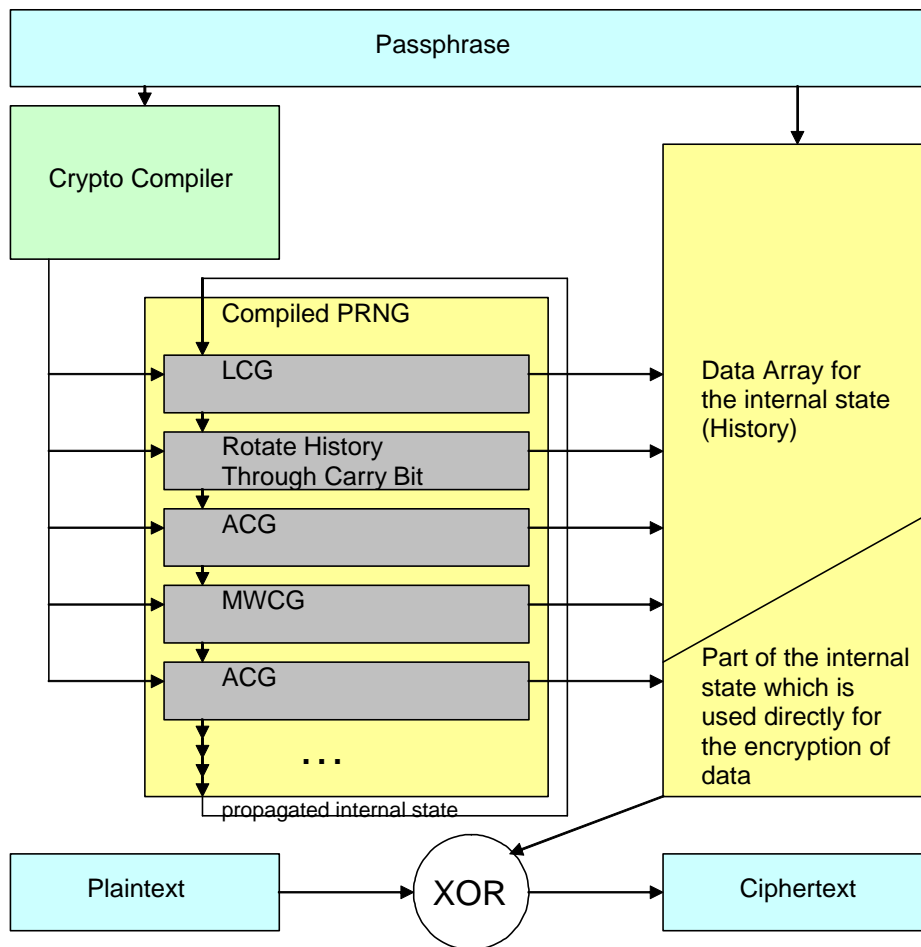 Passphrase
Crypto Compiler
Compiled PRNG
LCG
Rotate History
Through Carry Bit
ACG
MWCG
ACG
...
propagated internal state
Data Array for
the internal state
(History)
Part of the internal
state which is
used directly for
the encryption of
data
Plaintext
XOR
Ciphertext